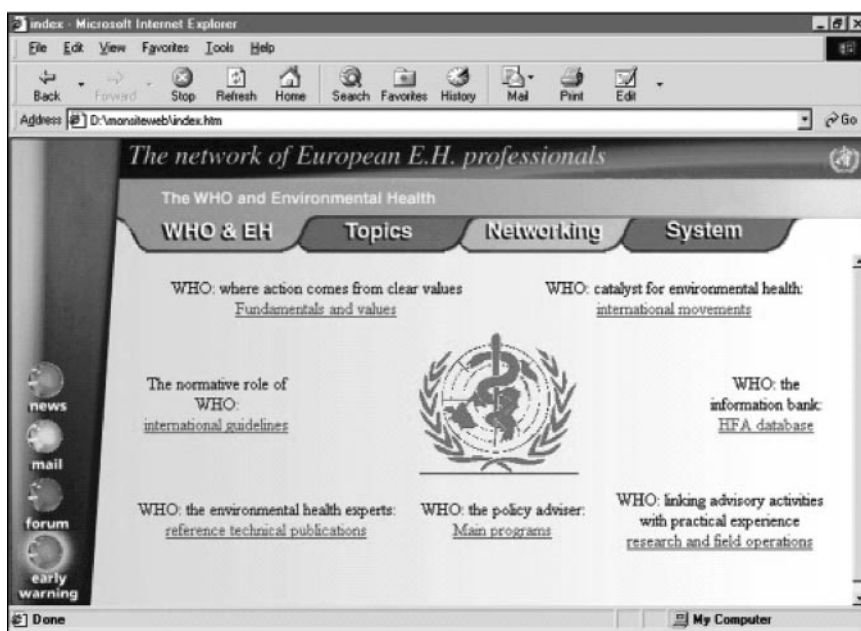 index - Microsoft Internet Explorer
File Edit View Favorites Tools Help
Back Forward Stop Refresh Home Search Favorites History Mail Print Edit
Address D:\monsiteweb\index.htm Go
The network of European E.H. professionals
The WHO and Environmental Health
WHO & EH Topics Networking System
WHO: where action comes from clear values
Fundamentals and values
WHO: catalyst for environmental health:
international movements
The normative role of
WHO:
international guidelines
WHO: the
information bank:
HFA database
WHO: the environmental health experts:
reference technical publications
WHO: the policy adviser:
Main programs
WHO: linking advisory activities
with practical experience
research and field operations
news
mail
forum
early
warning
Done My Computer